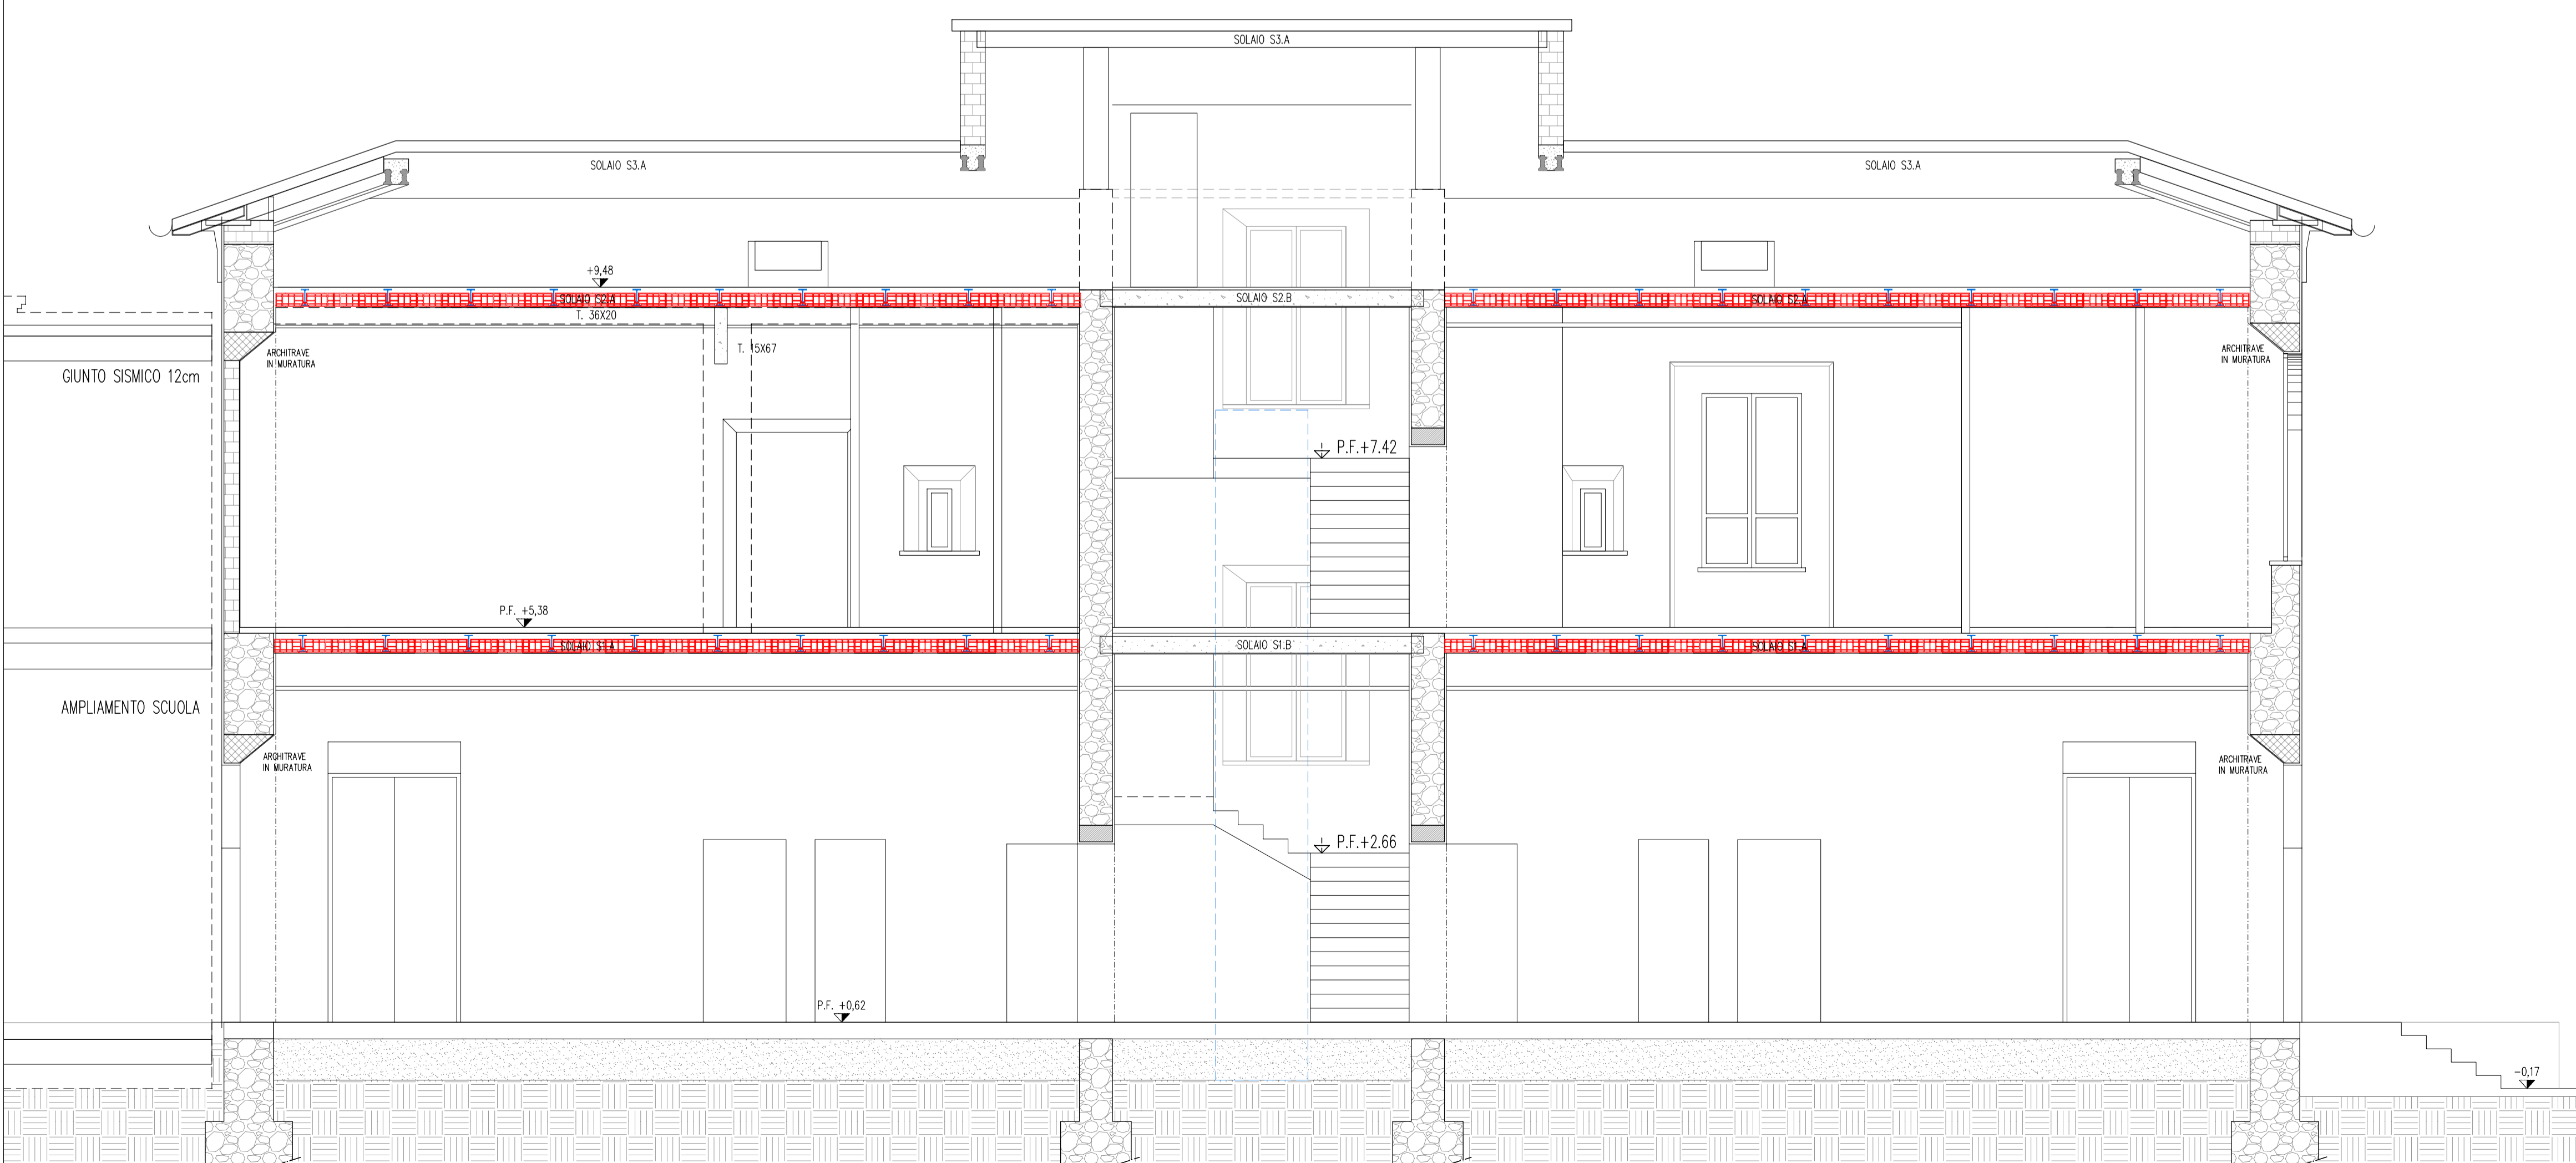 SOLAIO S3.A
SOLAIO S3.A
SOLAIO S3.A
+9,48
SOLAIO S2.A
SOLAIO S2.B
SOLAIO S2.A
T. 36X20
ARCHITRAVE
IN MURATURA
T. 15X67
ARCHITRAVE
IN MURATURA
GIUNTO SISMICO 12cm
P.F.+7.42
P.F. +5,38
SOLAIO S1.A
SOLAIO S1.B
SOLAIO S1.A
AMPLIAMENTO SCUOLA
ARCHITRAVE
IN MURATURA
ARCHITRAVE
IN MURATURA
P.F.+2.66
P.F. +0,62
-0,17